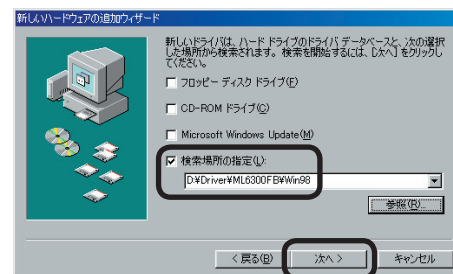 新しいハードウェアの追加ウィザード
新しいドライバは、ハード ドライブのドライバ データベースと、次の選択
した場所から検索されます。検索を開始するには、[次へ] をクリックし
てください。
フロッピー ディスク ドライブ(F)
CD-ROM ドライブ(C)
Microsoft Windows Update(M)
検索場所の指定(L):
D:¥Driver¥ML6300FB¥Win98
参照(R)...
< 戻る(B)
次へ >
キャンセル